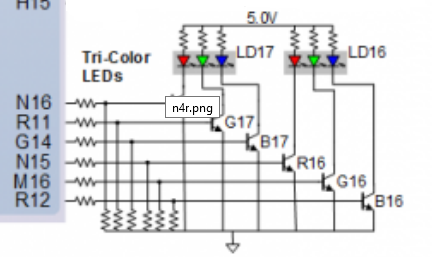 H15
5.0V
Tri-Color
LEDs
LD17
LD16
N16
n4r.png
R11
G17
G14
B17
N15
R16
M16
G16
R12
B16